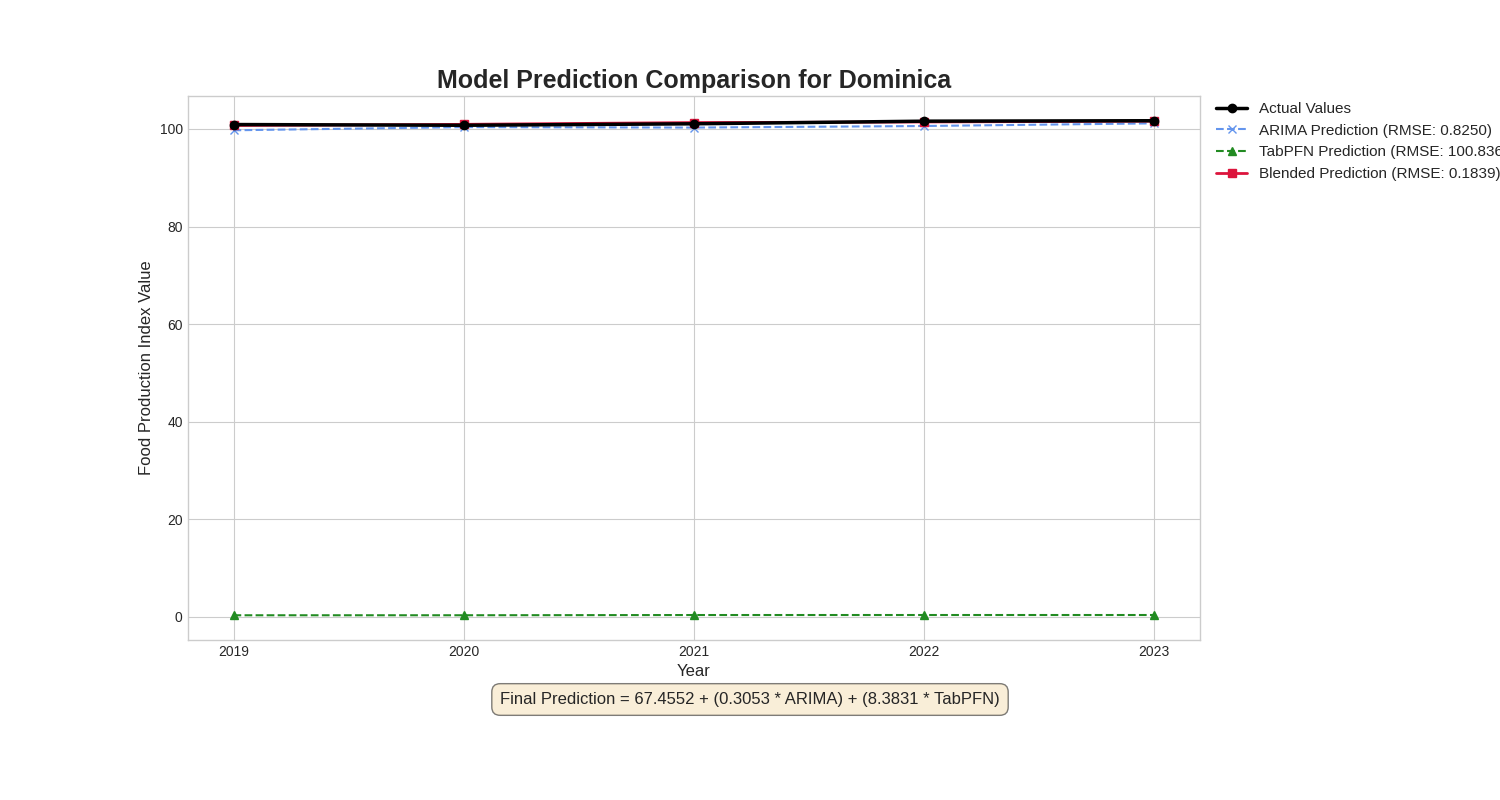 Model Prediction Comparison for Dominica
Actual Values
ARIMA Prediction (RMSE: 0.8250)
TabPFN Prediction (RMSE: 100.836
Blended Prediction (RMSE: 0.1839)
Food Production Index Value
100
80
60
40
20
0
2019 2020 2021 2022 2023
Year
Final Prediction = 67.4552 + (0.3053 * ARIMA) + (8.3831 * TabPFN)